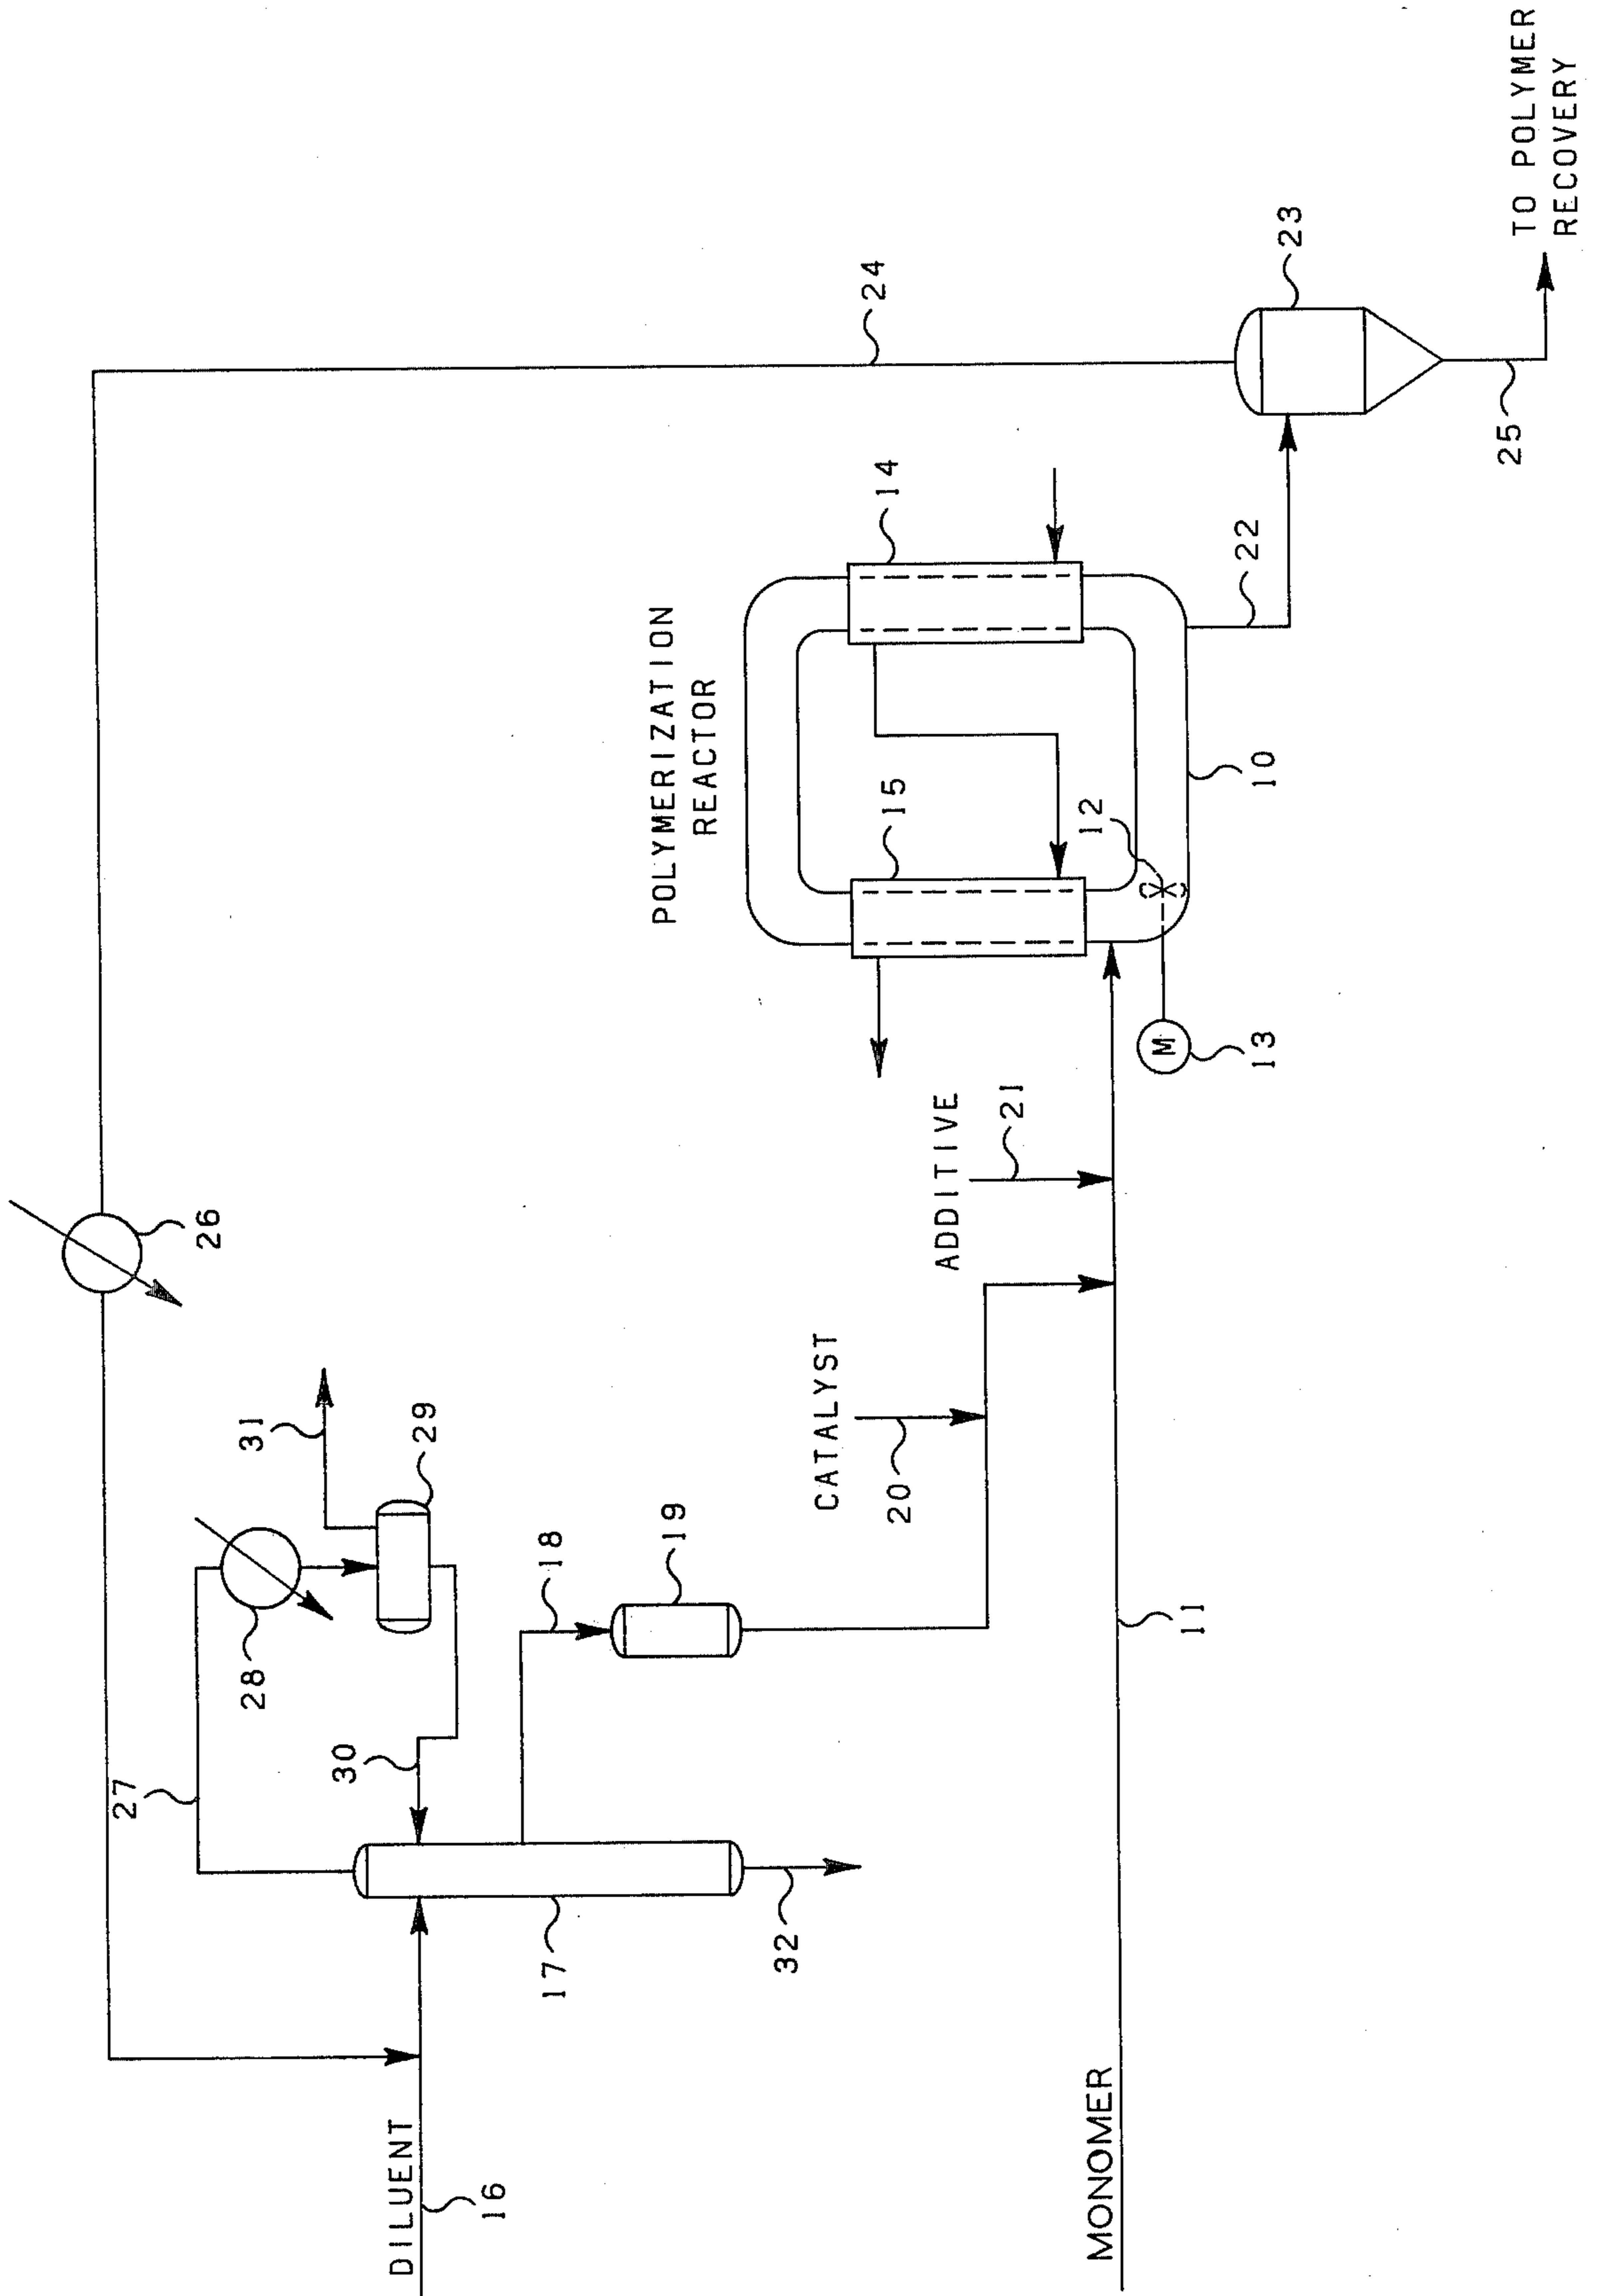 DILUENT
16
27
28
26
31
29
30
17
32
18
19
CATALYST
20
ADDITIVE
21
MONOMER
11
POLYMERIZATION
REACTOR
15
14
12
10
M
13
22
24
23
25
TO POLYMER
RECOVERY